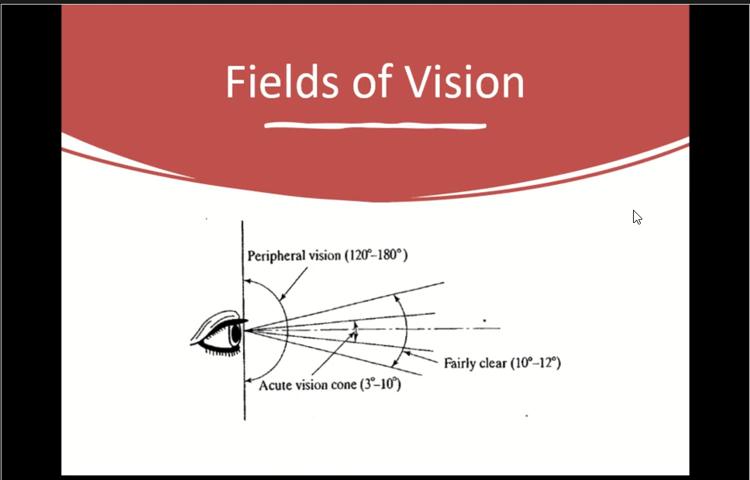 Fields of Vision
Peripheral vision (120°–180°)
Fairly clear (10°–12°)
Acute vision cone (3°–10°)